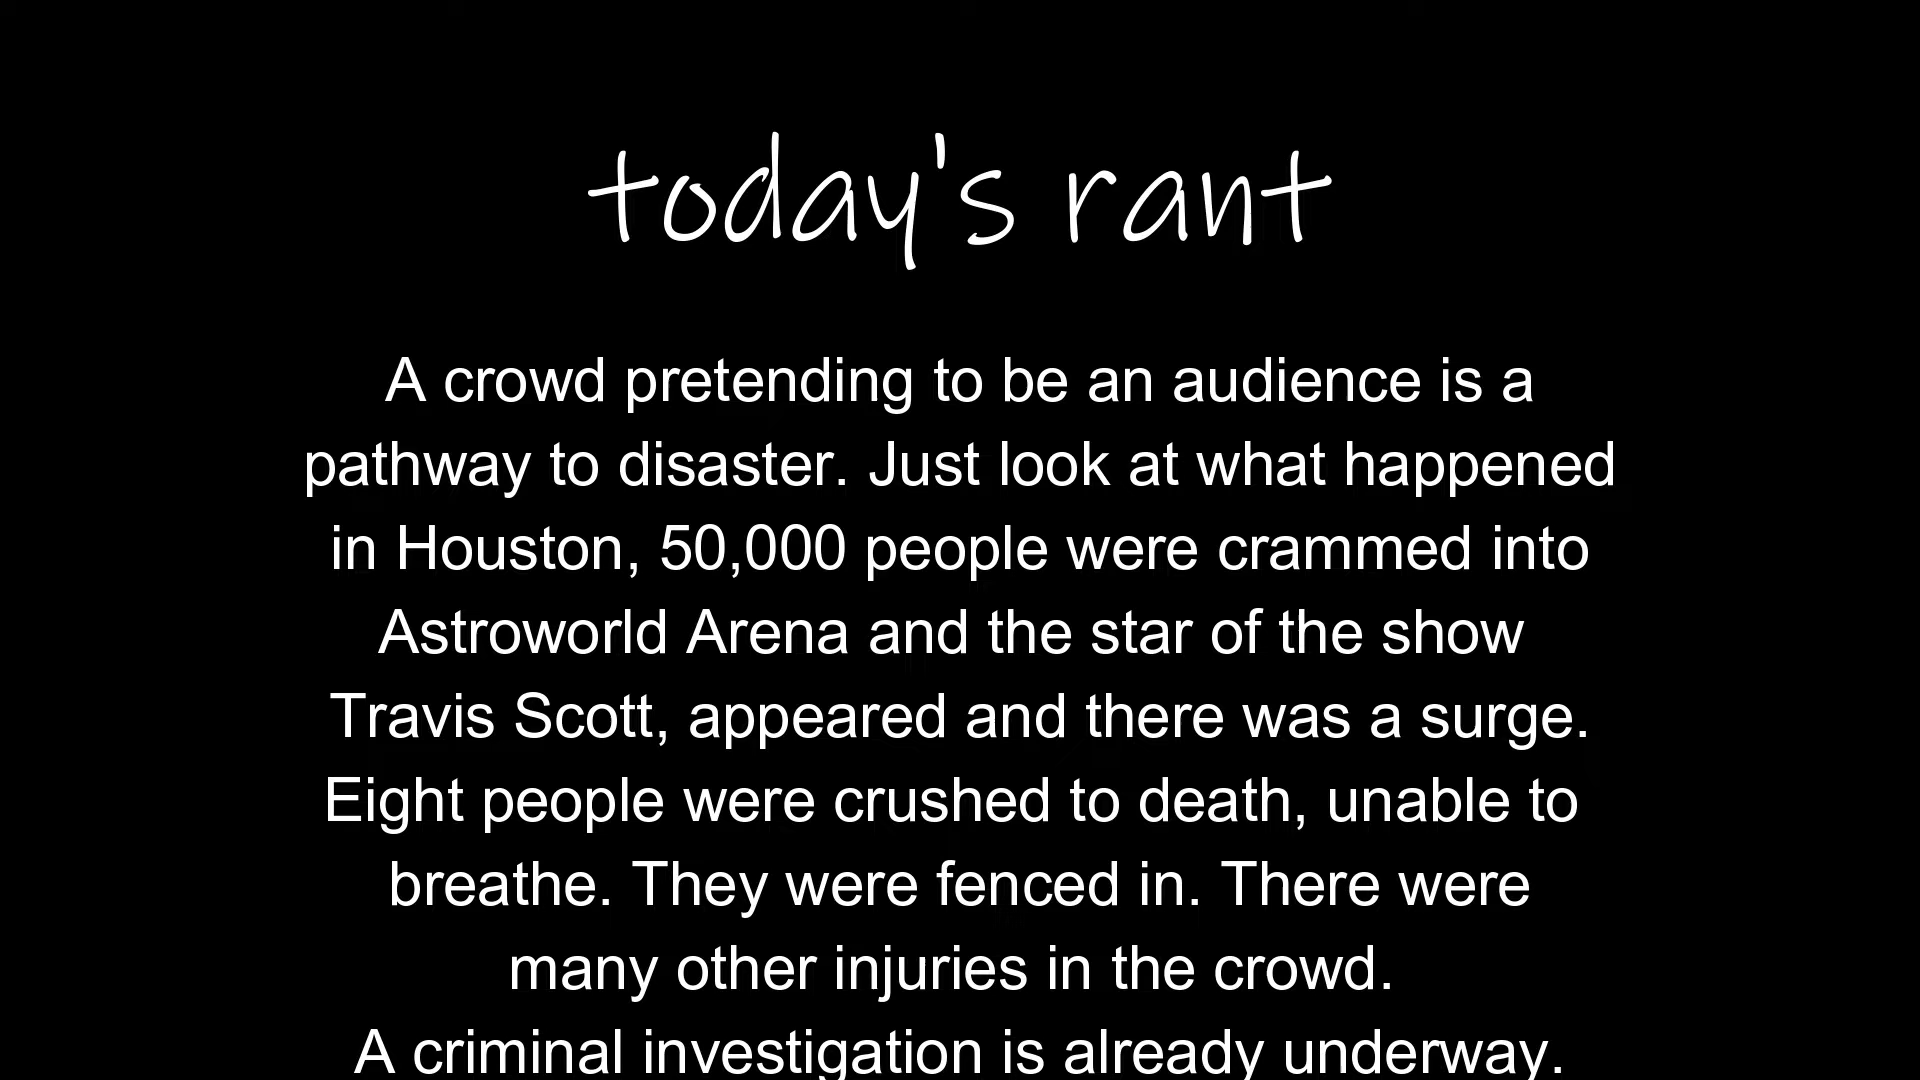 today's rant
A crowd pretending to be an audience is a
pathway to disaster. Just look at what happened
in Houston, 50,000 people were crammed into
Astroworld Arena and the star of the show
Travis Scott, appeared and there was a surge.
Eight people were crushed to death, unable to
breathe. They were fenced in. There were
many other injuries in the crowd.
A criminal investigation is already underway.